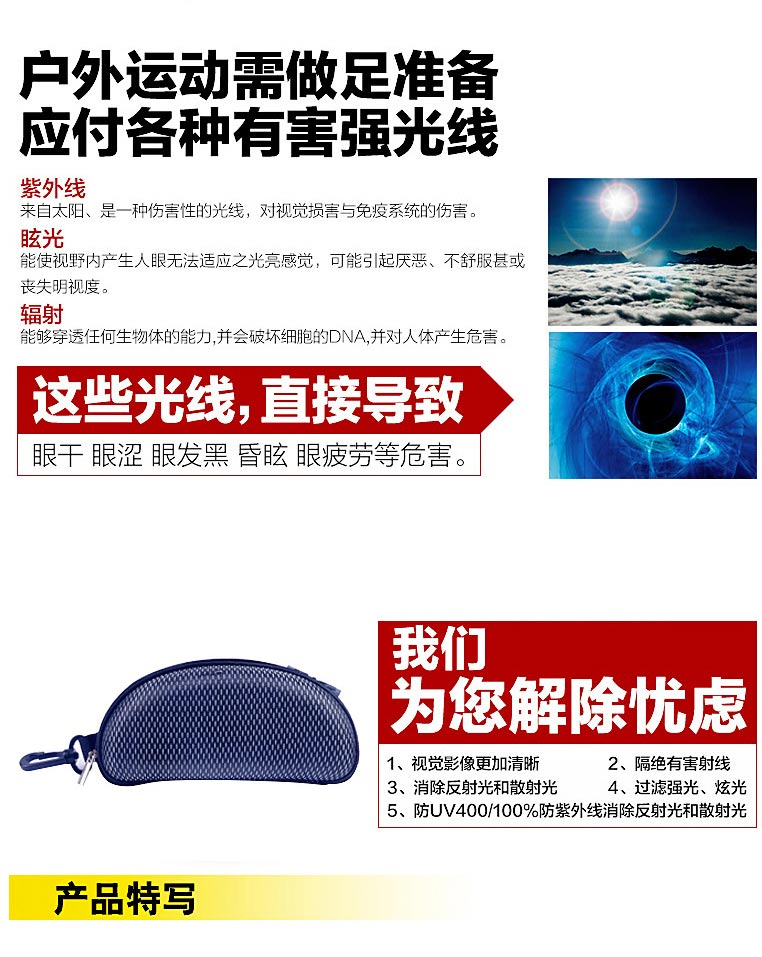 户外运动需做足准备
应付各种有害强光线
紫外线
来自太阳、是一种伤害性的光线，对视觉损害与免疫系统的伤害。
眩光
能使视野内产生人眼无法适应之光亮感觉，可能引起厌恶、不舒服甚或
丧失明视度。
辐射
能够穿透任何生物体的能力,并会破坏细胞的DNA,并对人体产生危害。
这些光线,直接导致
眼干 眼涩 眼发黑 昏眩 眼疲劳等危害。
我们
为您解除忧虑
1、视觉影像更加清晰 2、隔绝有害射线
3、消除反射光和散射光 4、过滤强光、炫光
5、防UV400/100%防紫外线消除反射光和散射光
产品特写